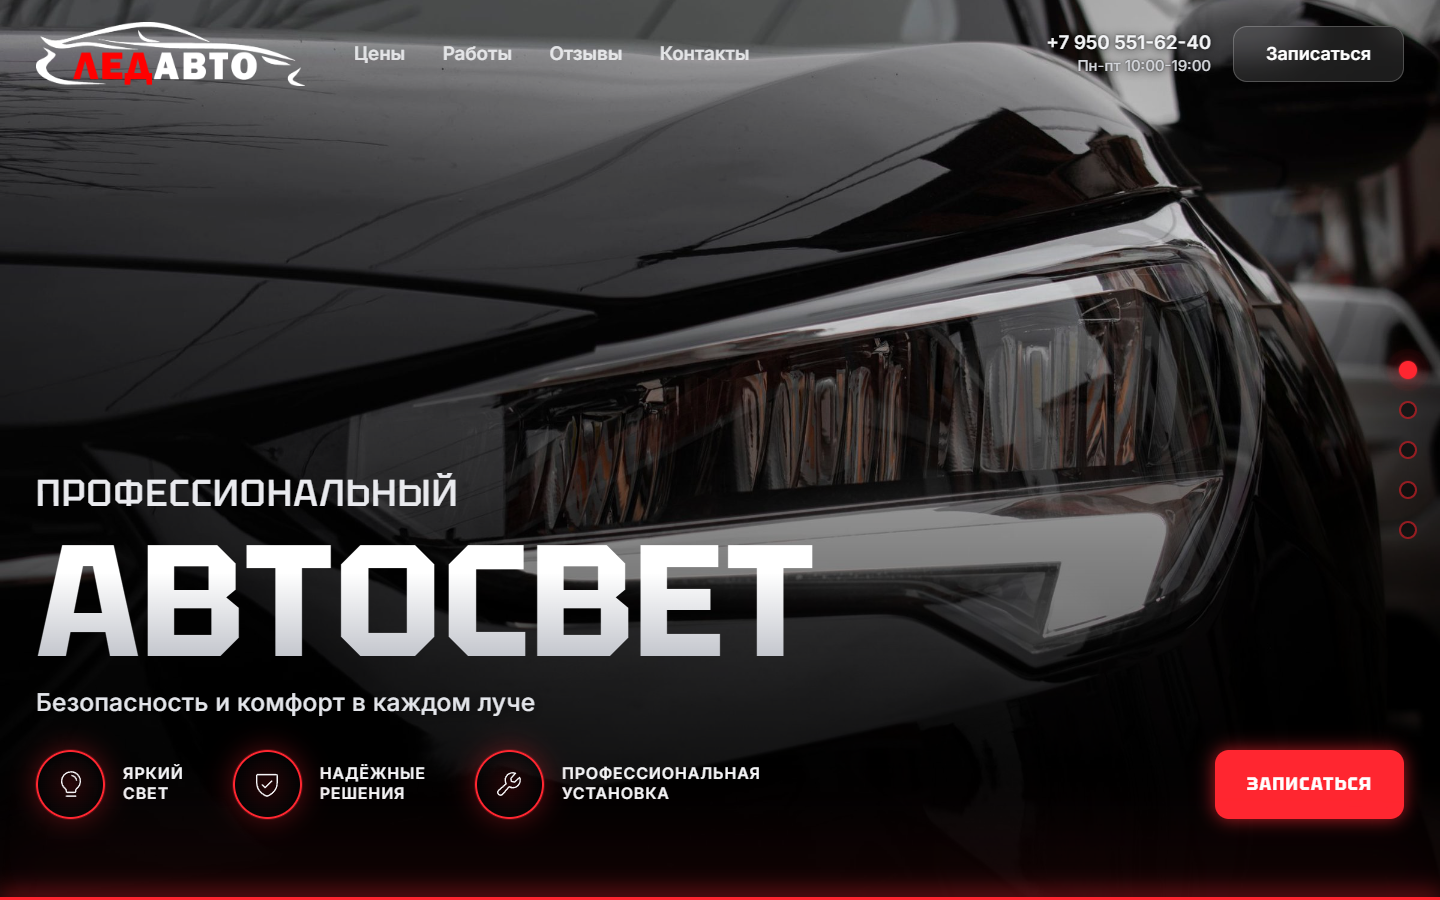 ЛЕДАВТО
Цены
Работы
Отзывы
Контакты
+7 950 551-62-40
Пн-пт 10:00-19:00
Записаться
ПРОФЕССИОНАЛЬНЫЙ
АВТОСВЕТ
Безопасность и комфорт в каждом луче
ЯРКИЙ
СВЕТ
НАДЁЖНЫЕ
РЕШЕНИЯ
ПРОФЕССИОНАЛЬНАЯ
УСТАНОВКА
ЗАПИСАТЬСЯ